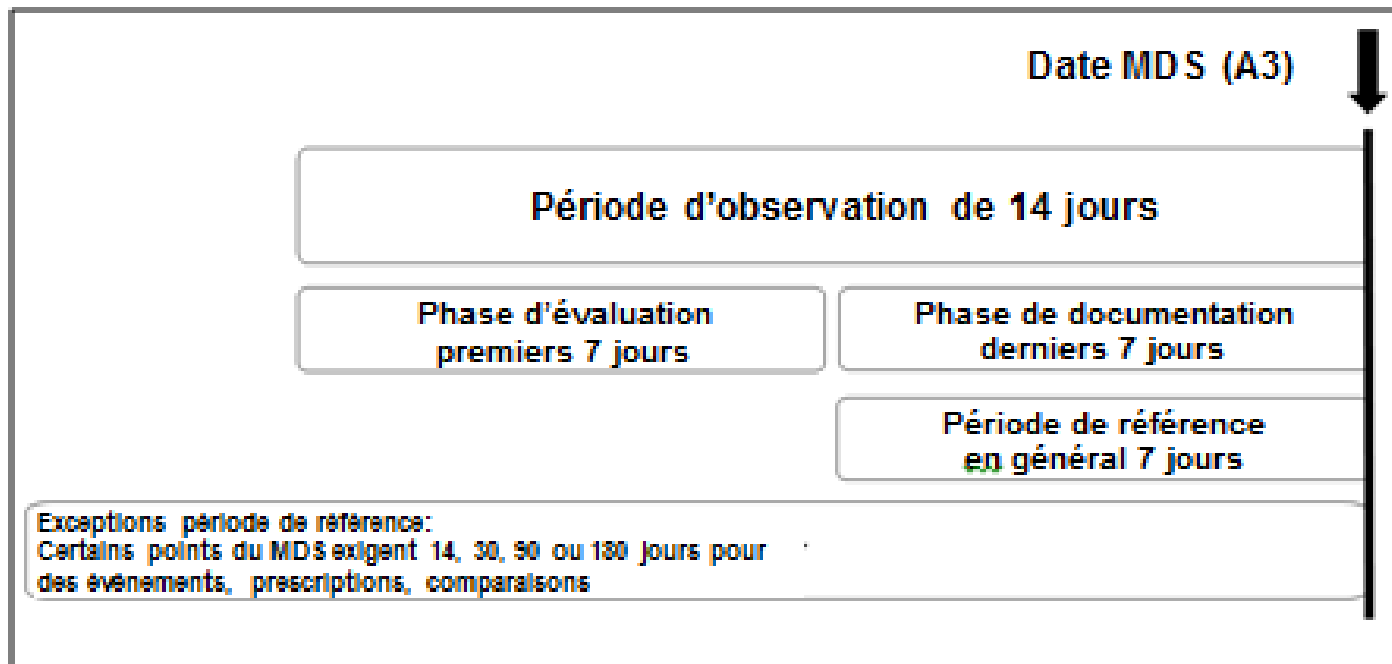 Date MDS (A3)
Période d'observation de 14 jours
Phase d'évaluation
premiers 7 jours
Phase de documentation
derniers 7 jours
Période de référence
en général 7 jours
Exceptions période de référence:
Certains points du MDS exigent 14, 30, 90 ou 180 jours pour
des événements, prescriptions, comparaisons